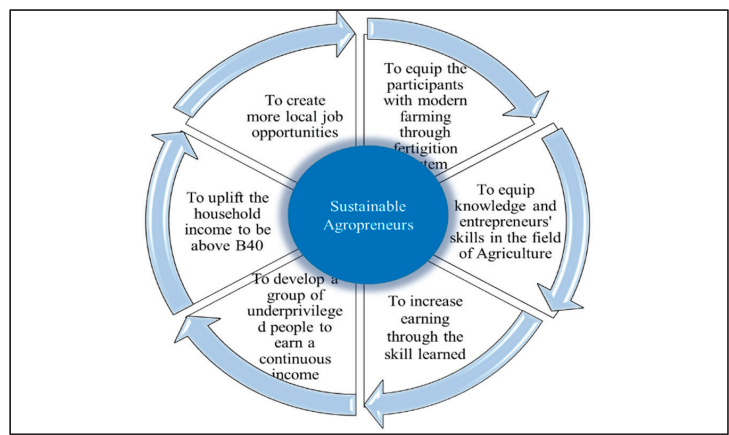 To equip the
participants
with modern
farming
through
fertigition
To equip
knowledge and
entrepreneurs'
skills in the field
of Agriculture
To increase
earning
through the
skill learned
To develop a
group of
underprivilege
d people to
earn a
continuous
income
To uplift the
household
income to be
above B40
To create
more local job
opportunities
Sustainable
Agropreneurs